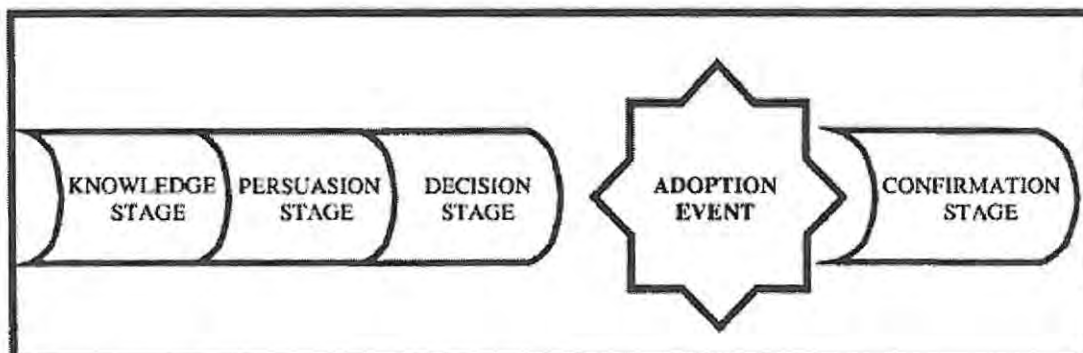 KNOWLEDGE
STAGE
PERSUASION
STAGE
DECISION
STAGE
ADOPTION
EVENT
CONFIRMATION
STAGE